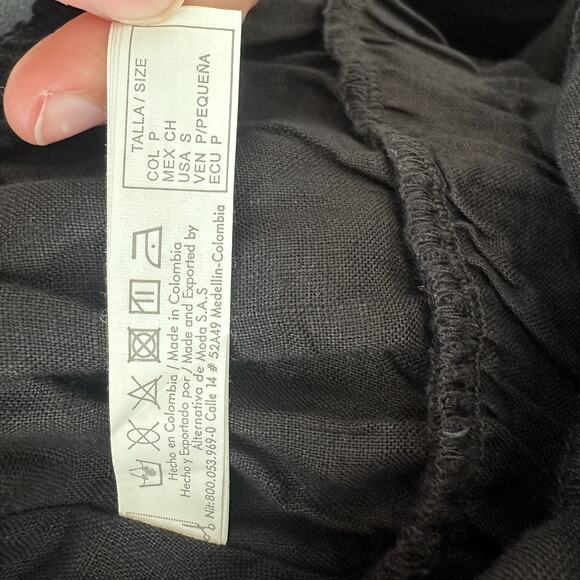 TALLA / SIZE
COL P
MEX CH
USA S
VEN P/PEQUEÑA
ECU P
Hecho en Colombia / Made in Colombia
Hecho y Exportado por / Made and Exported by
Alternativa de Moda S.A.S
Nit:800.053.969-0 Calle 14 # 52A49 Medellín-Colombia